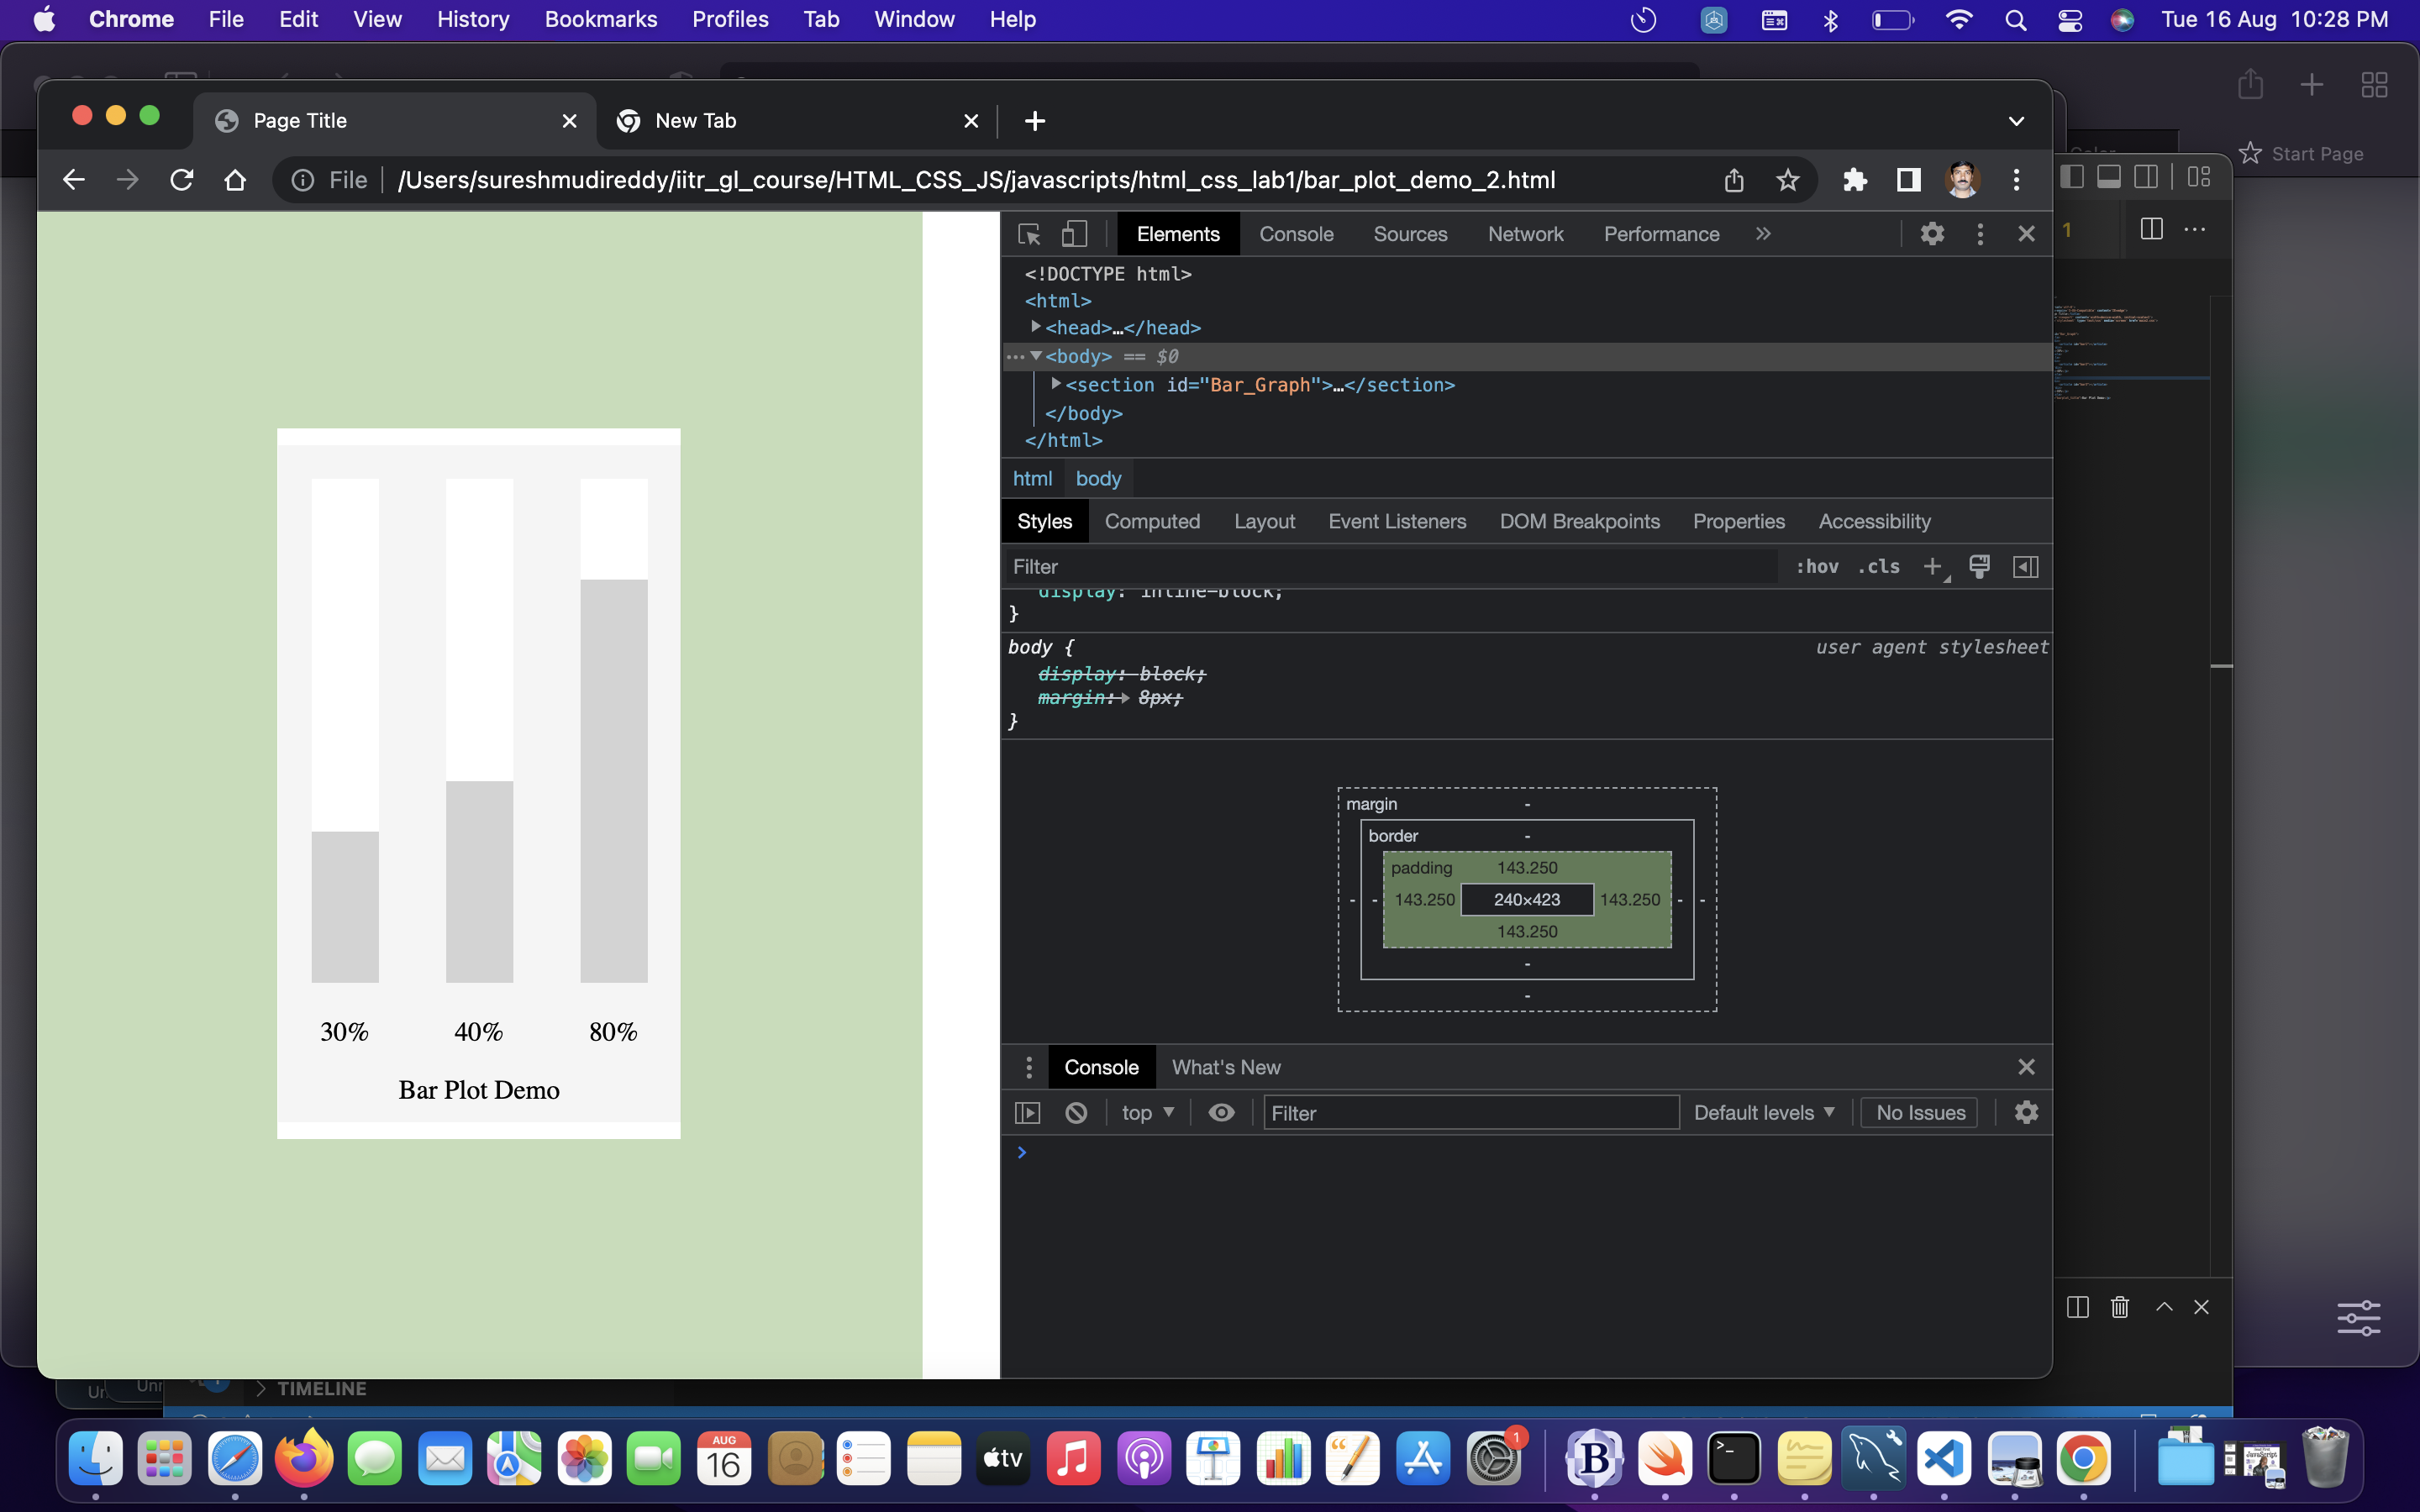 Chrome File Edit View History Bookmarks Profiles Tab Window Help Tue 16 Aug 10:28 PM
Start Page
Page Title New Tab
File /Users/sureshmudireddy/iitr_gl_course/HTML_CSS_JS/javascripts/html_css_lab1/bar_plot_demo_2.html
1
Elements Console Sources Network Performance
<!DOCTYPE html>
<html>
<head>…</head>
<body> == $0
<section id="Bar_Graph">…</section>
</body>
</html>
html body
Styles Computed Layout Event Listeners DOM Breakpoints Properties Accessibility
Filter :hov .cls
display: inline-block;
}
body { user agent stylesheet
display: block;
margin: 8px;
}
margin -
border -
padding 143.250
- - 143.250 240×423 143.250 - -
143.250
-
-
30% 40% 80%
Bar Plot Demo
Console What's New
top Filter Default levels No Issues
TIMELINE
AUG
16
tv
1
B